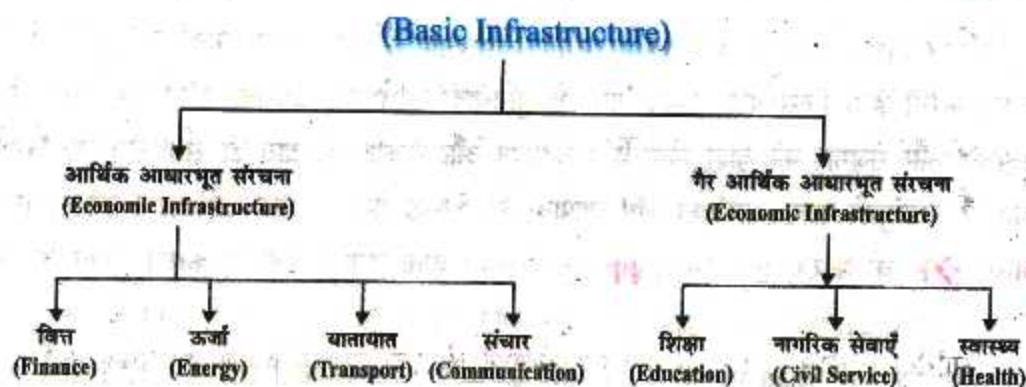 (Basic Infrastructure)
आर्थिक आधारभूत संरचना
(Economic Infrastructure)
गैर आर्थिक आधारभूत संरचना
(Economic Infrastructure)
वित्त
(Finance)
ऊर्जा
(Energy)
यातायात
(Transport)
संचार
(Communication)
शिक्षा
(Education)
नागरिक सेवाएँ
(Civil Service)
स्वास्थ्य
(Health)